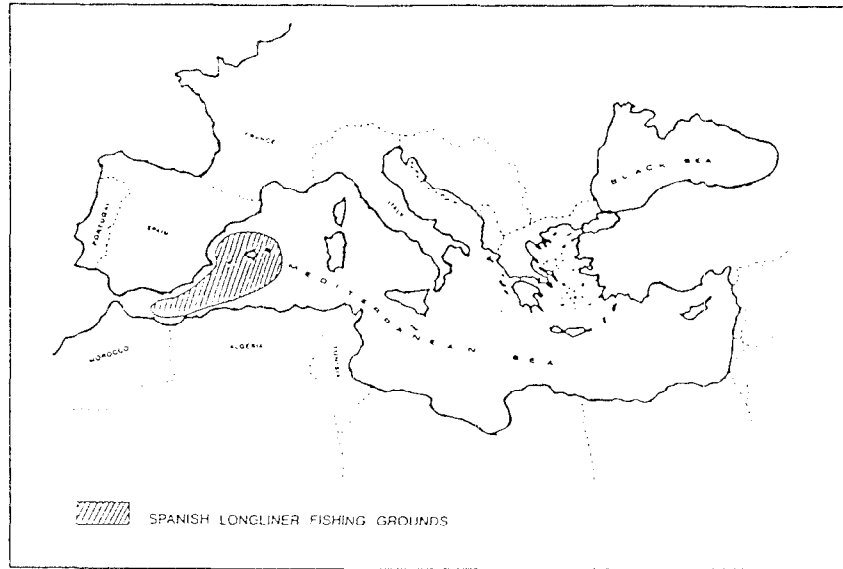 FRANCE
BLACK SEA
PORTUGAL
SPAIN
ITALY
MEDITERRANEAN SEA
MOROCCO
ALGERIA
SPANISH LONGLINER FISHING GROUNDS